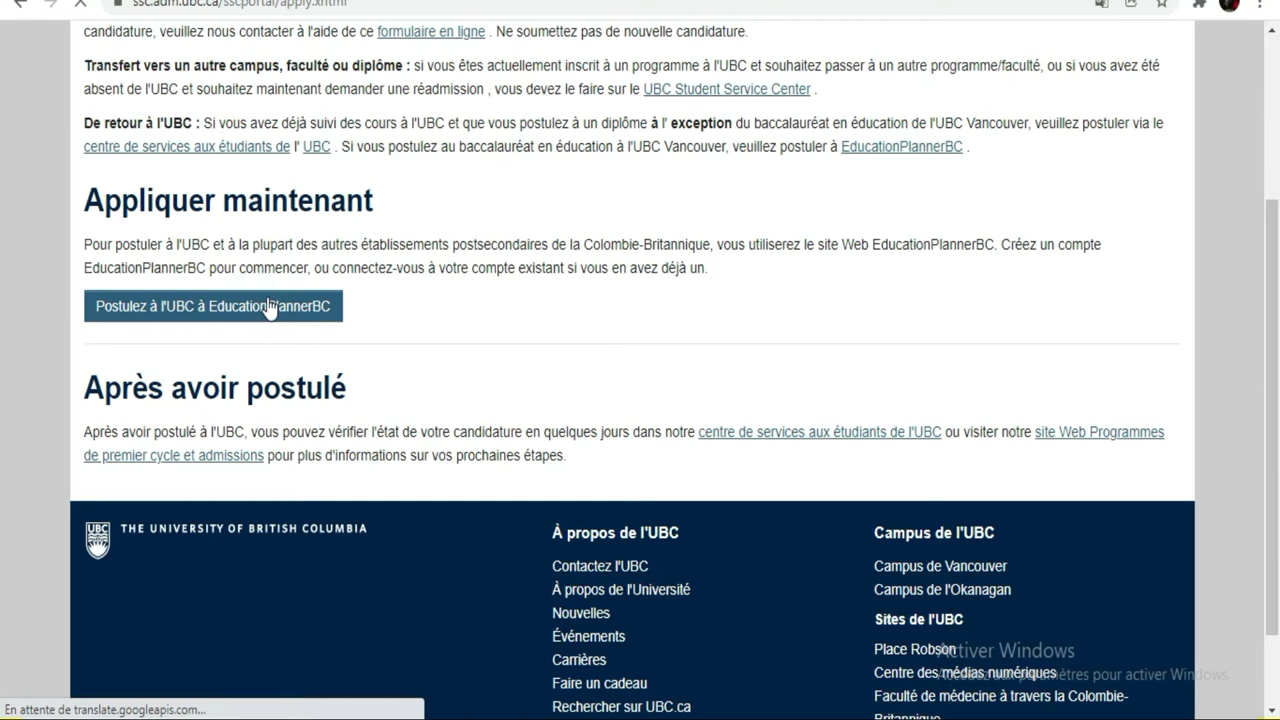 ssc.adm.ubc.ca/sscportal/apply.xhtml
candidature, veuillez nous contacter à l'aide de ce formulaire en ligne . Ne soumettez pas de nouvelle candidature.
Transfert vers un autre campus, faculté ou diplôme : si vous êtes actuellement inscrit à un programme à l'UBC et souhaitez passer à un autre programme/faculté, ou si vous avez été
absent de l'UBC et souhaitez maintenant demander une réadmission , vous devez le faire sur le UBC Student Service Center .
De retour à l'UBC : Si vous avez déjà suivi des cours à l'UBC et que vous postulez à un diplôme à l' exception du baccalauréat en éducation de l'UBC Vancouver, veuillez postuler via le
centre de services aux étudiants de l' UBC . Si vous postulez au baccalauréat en éducation à l'UBC Vancouver, veuillez postuler à EducationPlannerBC .
Appliquer maintenant
Pour postuler à l'UBC et à la plupart des autres établissements postsecondaires de la Colombie-Britannique, vous utiliserez le site Web EducationPlannerBC. Créez un compte
EducationPlannerBC pour commencer, ou connectez-vous à votre compte existant si vous en avez déjà un.
Postulez à l'UBC à EducationPlannerBC
Après avoir postulé
Après avoir postulé à l'UBC, vous pouvez vérifier l'état de votre candidature en quelques jours dans notre centre de services aux étudiants de l'UBC ou visiter notre site Web Programmes
de premier cycle et admissions pour plus d'informations sur vos prochaines étapes.
UBC
THE UNIVERSITY OF BRITISH COLUMBIA
À propos de l'UBC
Contactez l'UBC
À propos de l'Université
Nouvelles
Événements
Carrières
Faire un cadeau
Rechercher sur UBC.ca
Campus de l'UBC
Campus de Vancouver
Campus de l'Okanagan
Sites de l'UBC
Place Robson
Centre des médias numériques
Faculté de médecine à travers la Colombie-
Britannique
Activer Windows
paramètres pour activer Windows.
En attente de translate.googleapis.com...